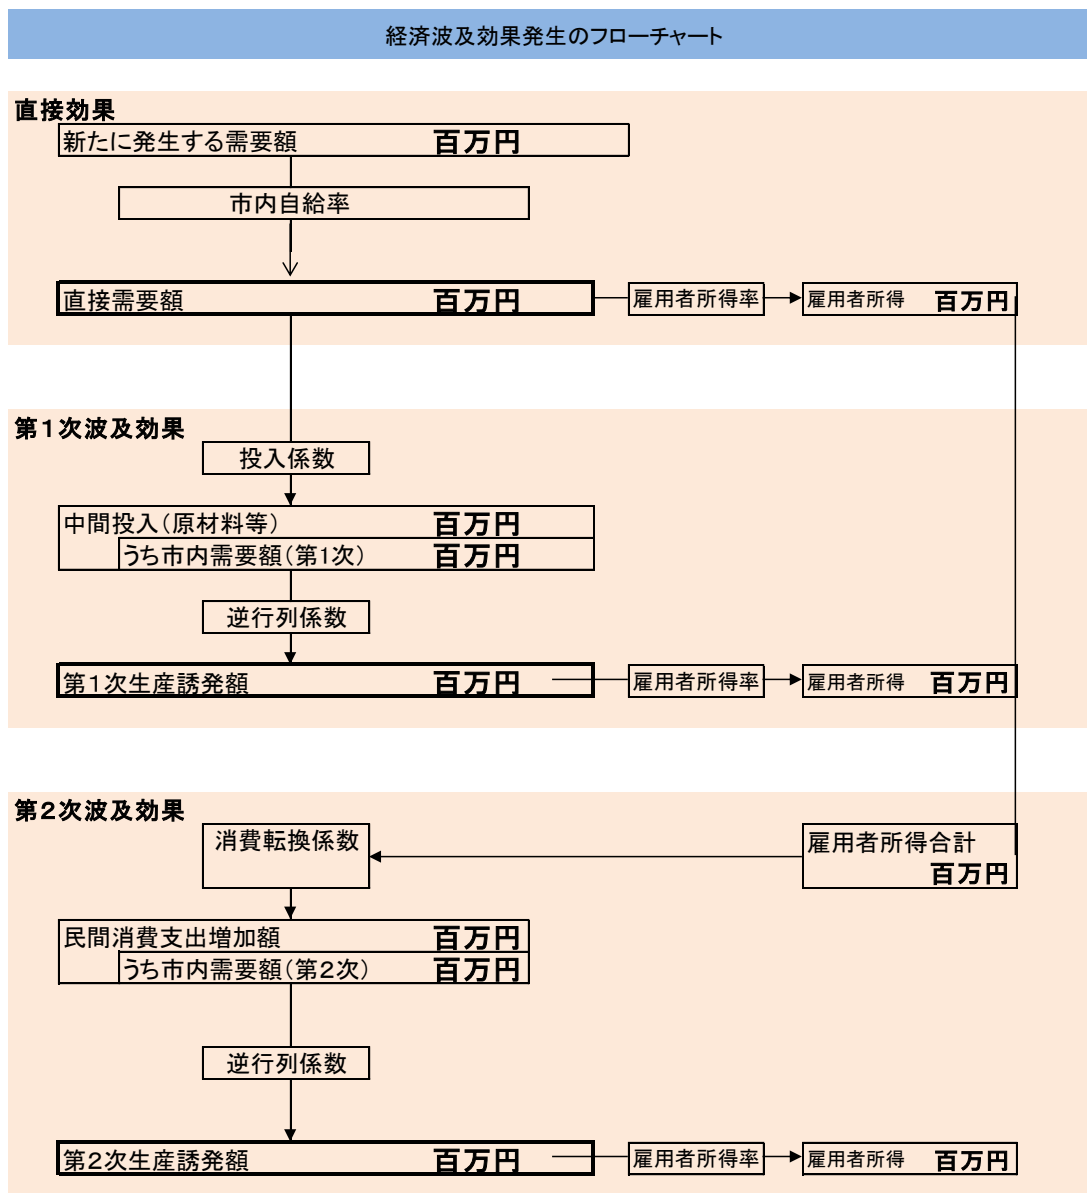 経済波及効果発生のフローチャート
直接効果
新たに発生する需要額 百万円
市内自給率
直接需要額 百万円 雇用者所得率 雇用者所得 百万円
第1次波及効果
投入係数
中間投入(原材料等) 百万円
うち市内需要額(第1次) 百万円
逆行列係数
第1次生産誘発額 百万円 雇用者所得率 雇用者所得 百万円
第2次波及効果
消費転換係数 雇用者所得合計
百万円
民間消費支出増加額 百万円
うち市内需要額(第2次) 百万円
逆行列係数
第2次生産誘発額 百万円 雇用者所得率 雇用者所得 百万円